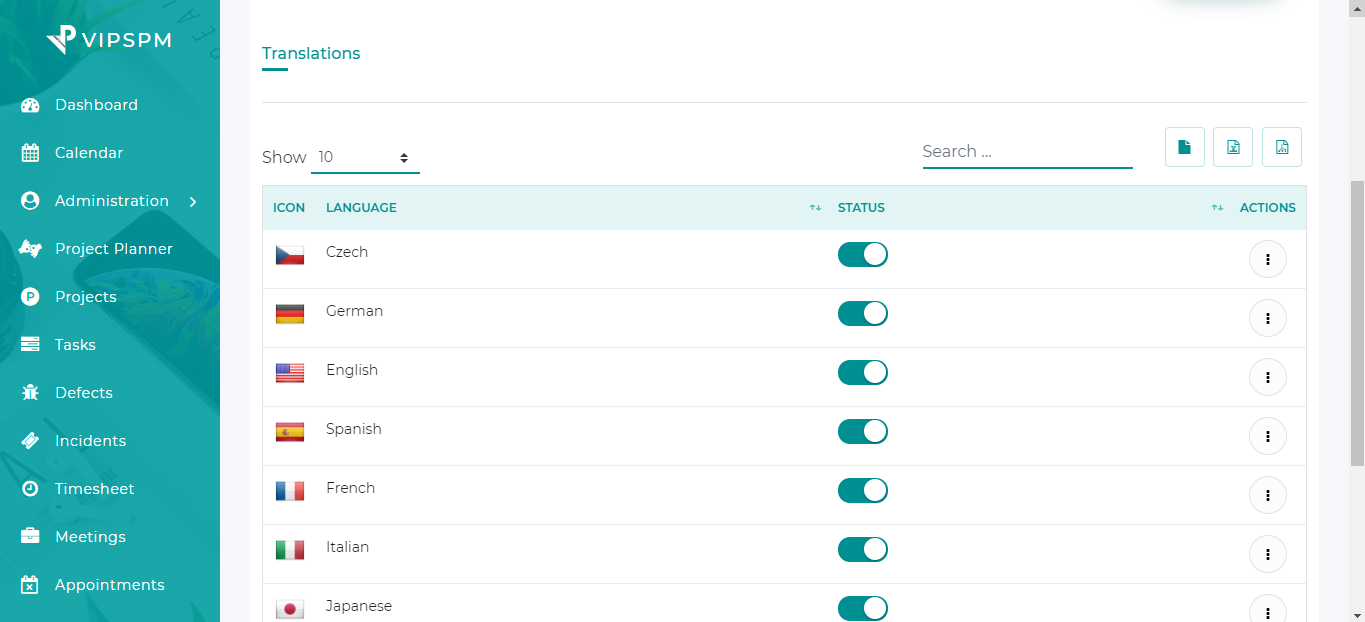 VIPSPM
Dashboard
Calendar
Administration
Project Planner
Projects
Tasks
Defects
Incidents
Timesheet
Meetings
Appointments
Translations
Show 10
Search ...
ICON LANGUAGE STATUS ACTIONS
Czech
German
English
Spanish
French
Italian
Japanese